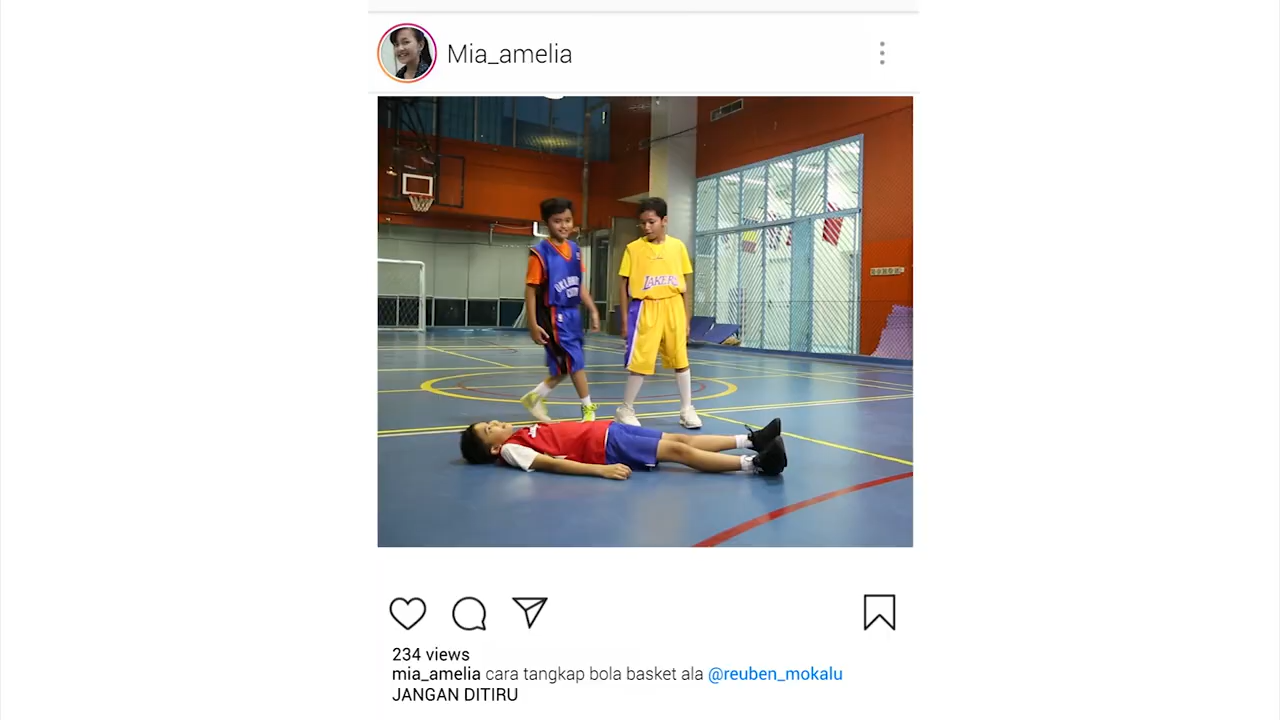 Mia_amelia
LAKERS
234 views
mia_amelia cara tangkap bola basket ala @reuben_mokalu
JANGAN DITIRU